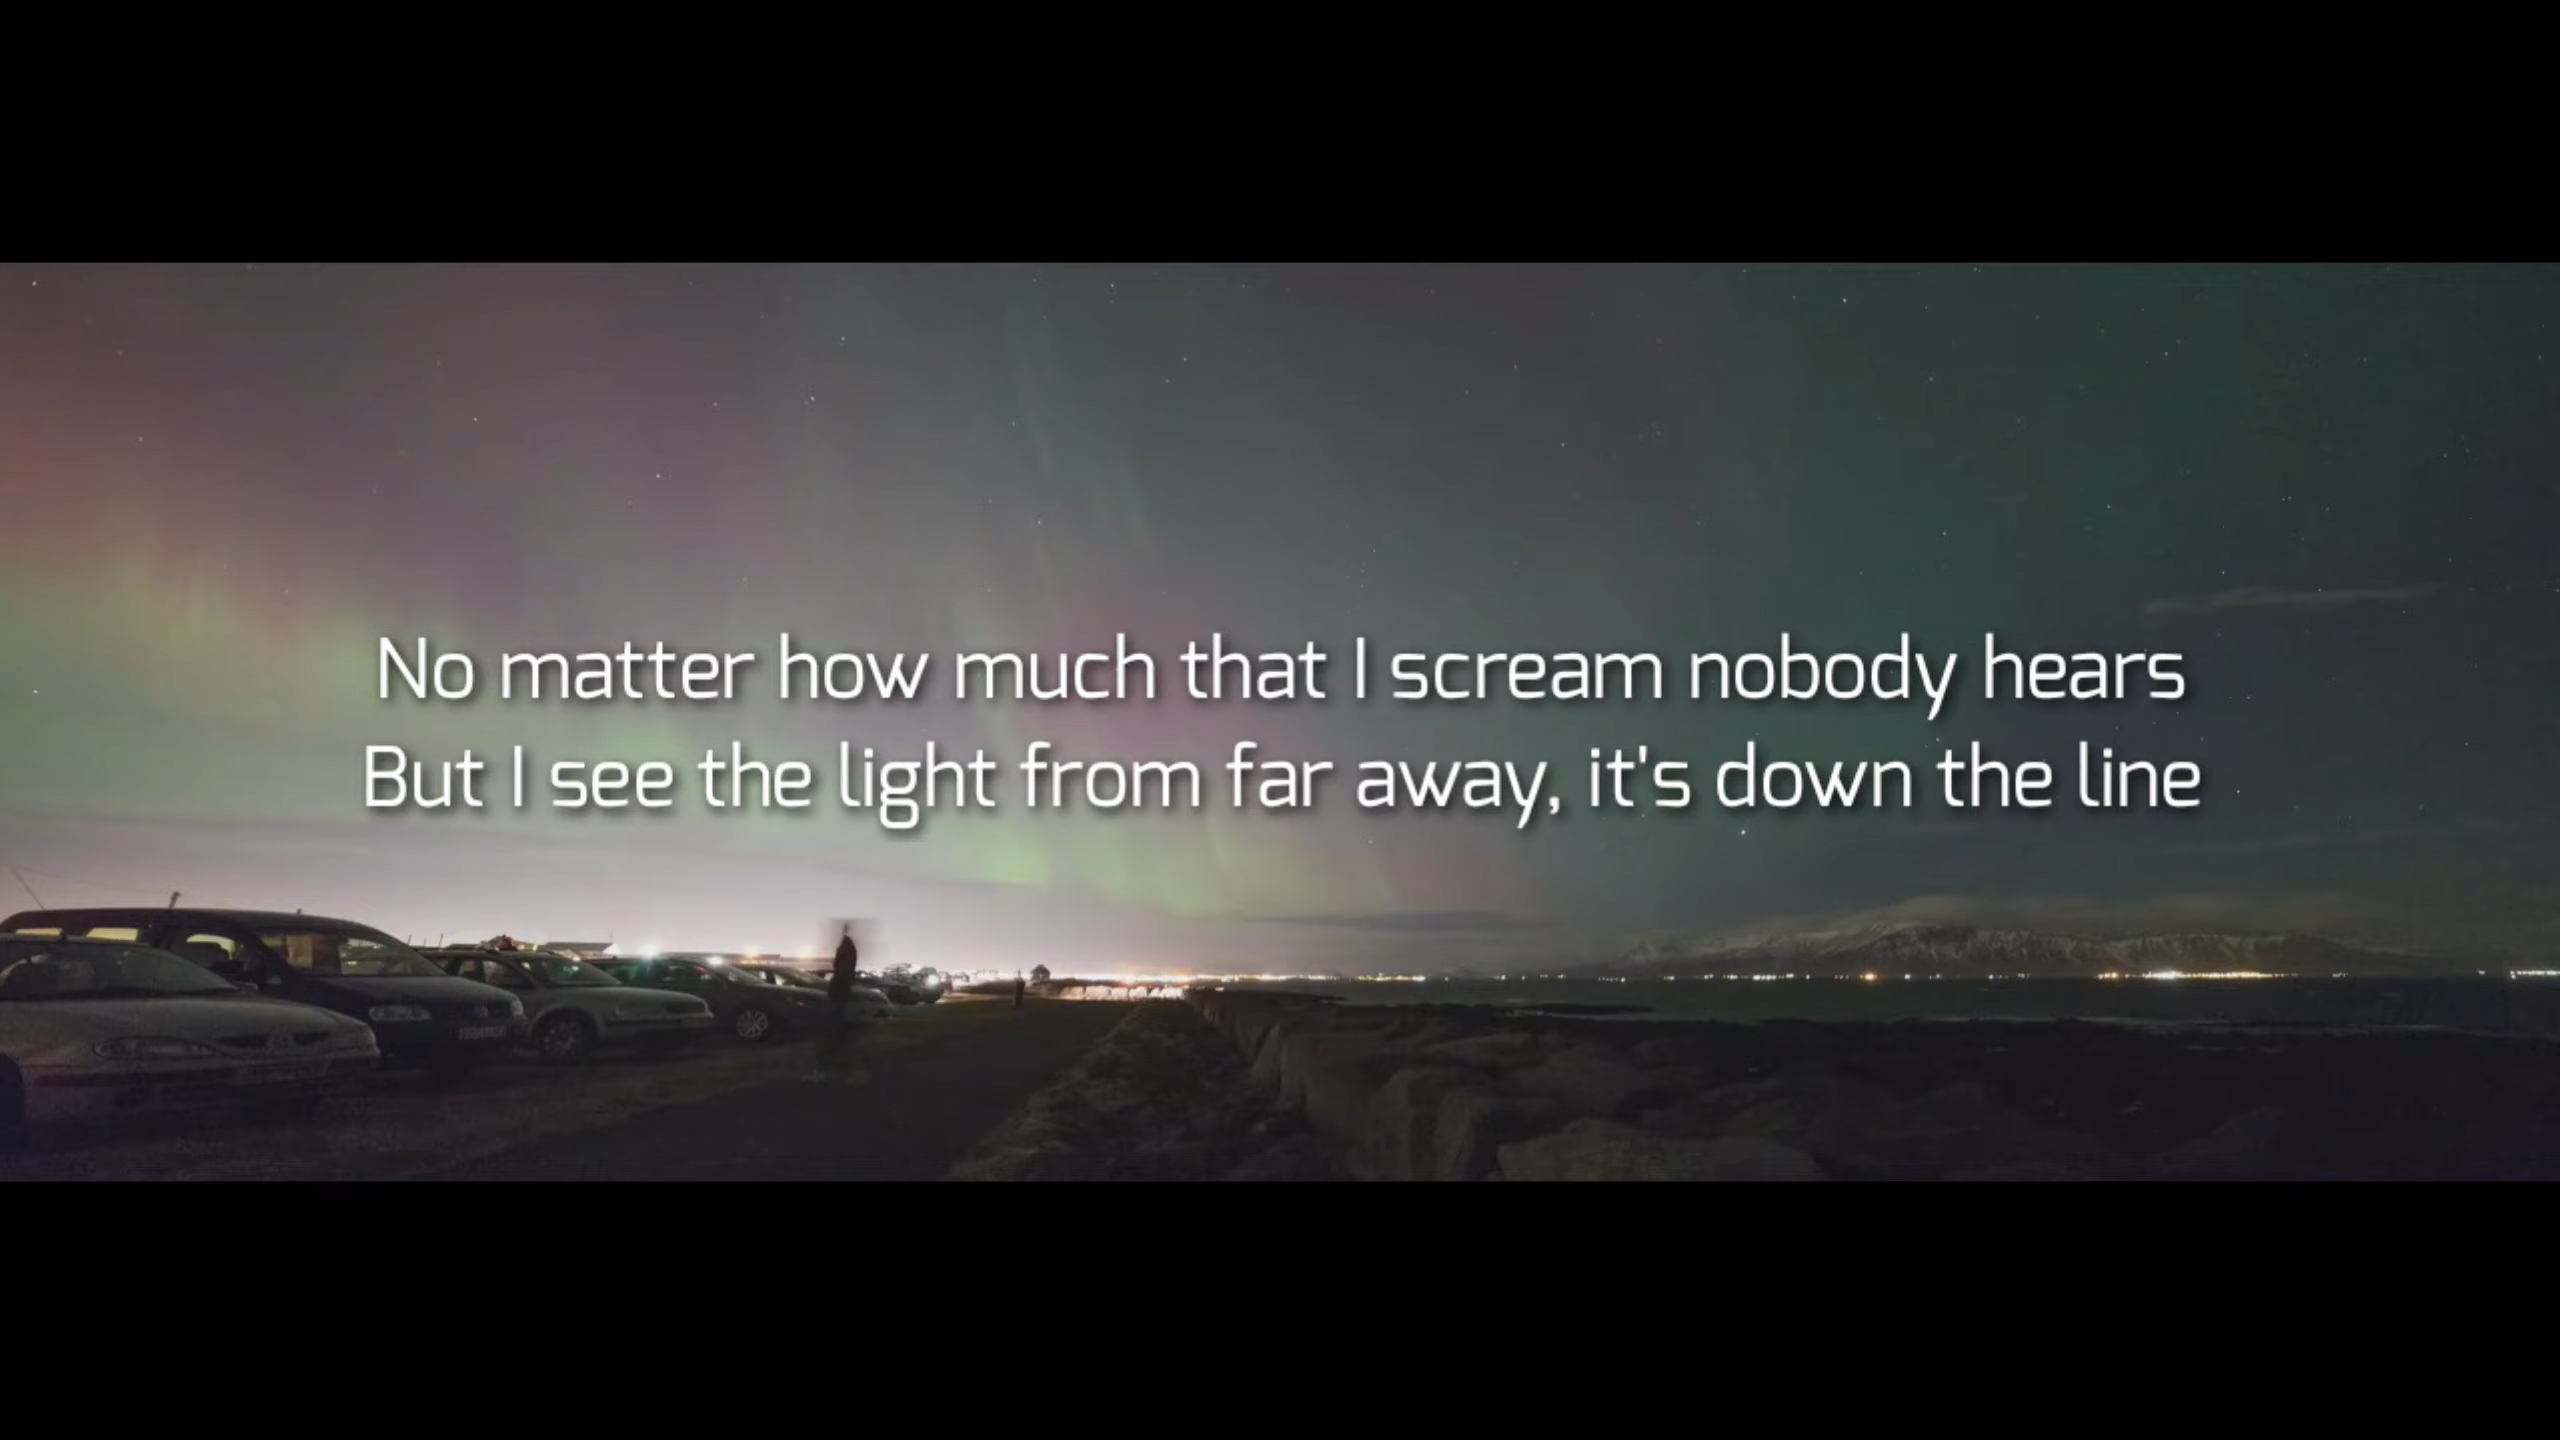 No matter how much that I scream nobody hears
But I see the light from far away, it's down the line